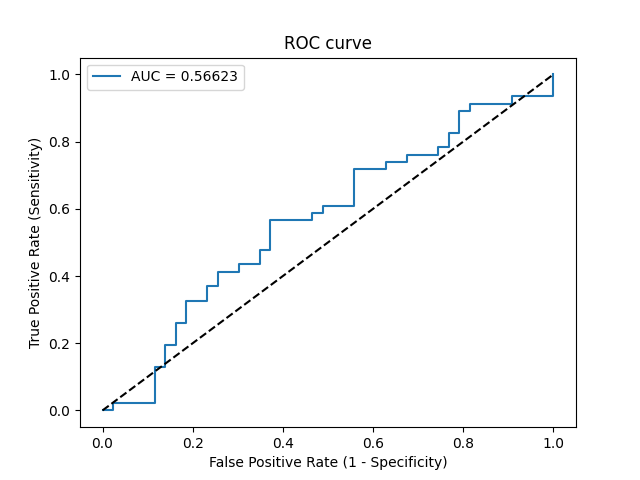 ROC curve
AUC = 0.56623
True Positive Rate (Sensitivity)
1.0
0.8
0.6
0.4
0.2
0.0
0.0 0.2 0.4 0.6 0.8 1.0
False Positive Rate (1 - Specificity)